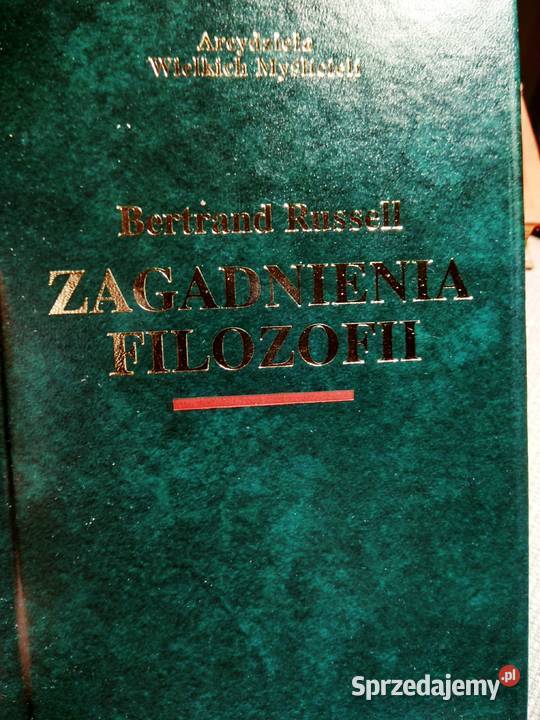 Arcydzieła
Wielkich Myślicieli
Bertrand Russell
ZAGADNIENIA
FILOZOFII
Sprzedajemy.pl